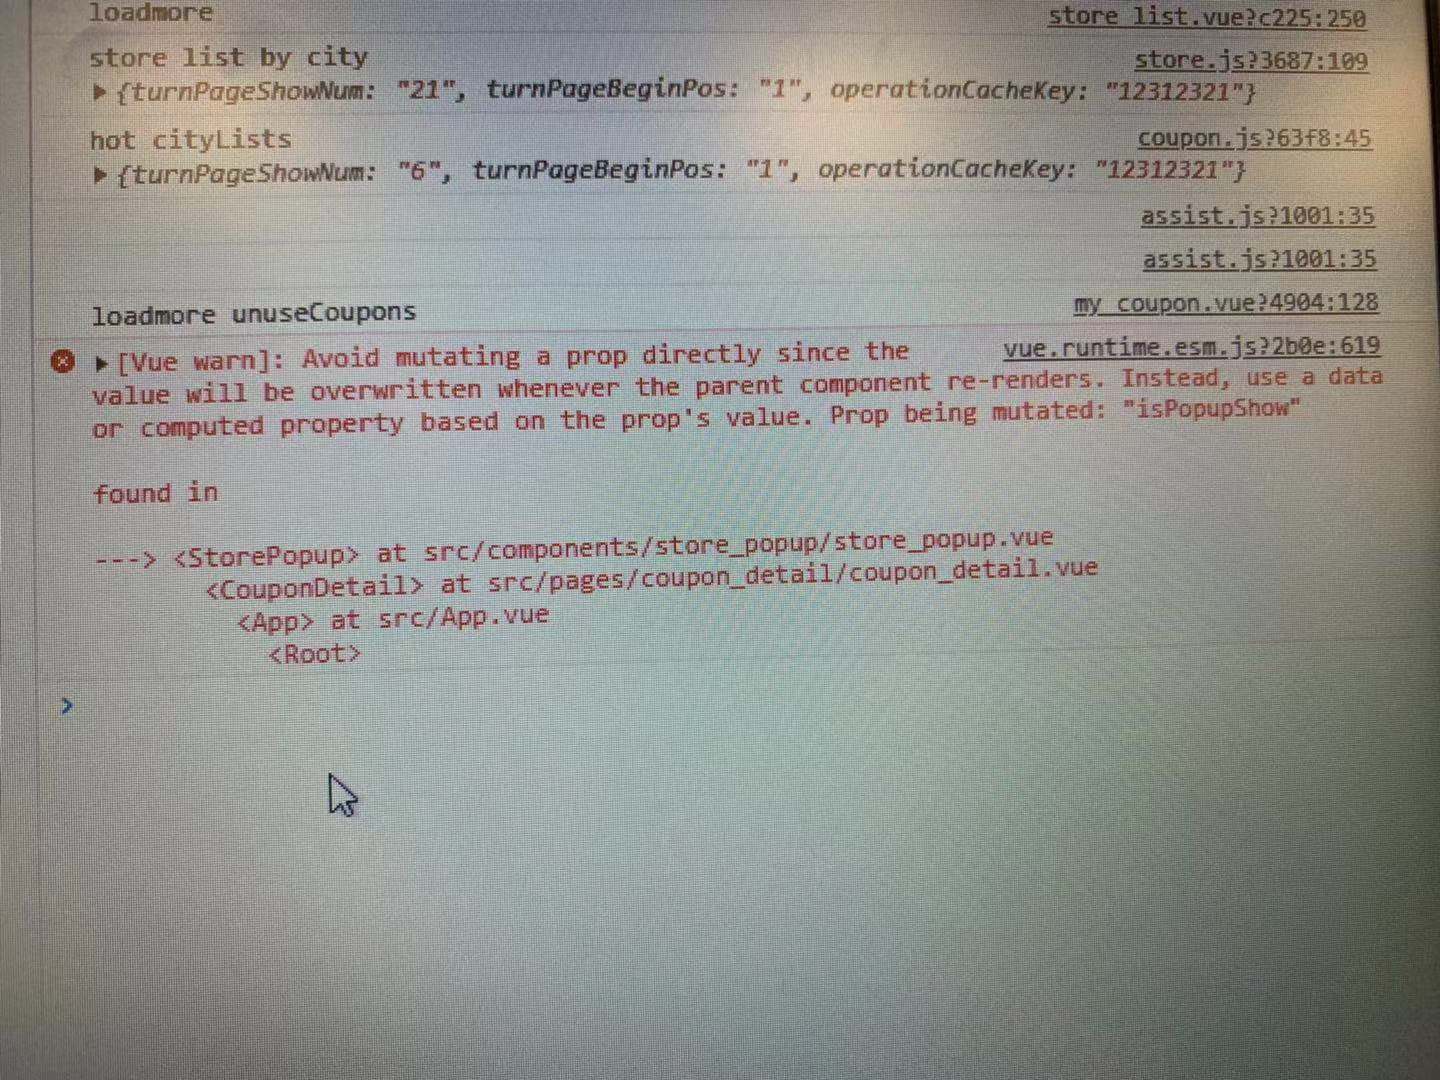 loadmore store_list.vue?c225:250
store list by city store.js?3687:109
▶ {turnPageShowNum: "21", turnPageBeginPos: "1", operationCacheKey: "12312321"}
hot cityLists coupon.js?63f8:45
▶ {turnPageShowNum: "6", turnPageBeginPos: "1", operationCacheKey: "12312321"}
assist.js?1001:35
assist.js?1001:35
loadmore unuseCoupons my_coupon.vue?4904:128
▶ [Vue warn]: Avoid mutating a prop directly since the vue.runtime.esm.js?2b0e:619
value will be overwritten whenever the parent component re-renders. Instead, use a data
or computed property based on the prop's value. Prop being mutated: "isPopupShow"
found in
---> <StorePopup> at src/components/store_popup/store_popup.vue
<CouponDetail> at src/pages/coupon_detail/coupon_detail.vue
<App> at src/App.vue
<Root>